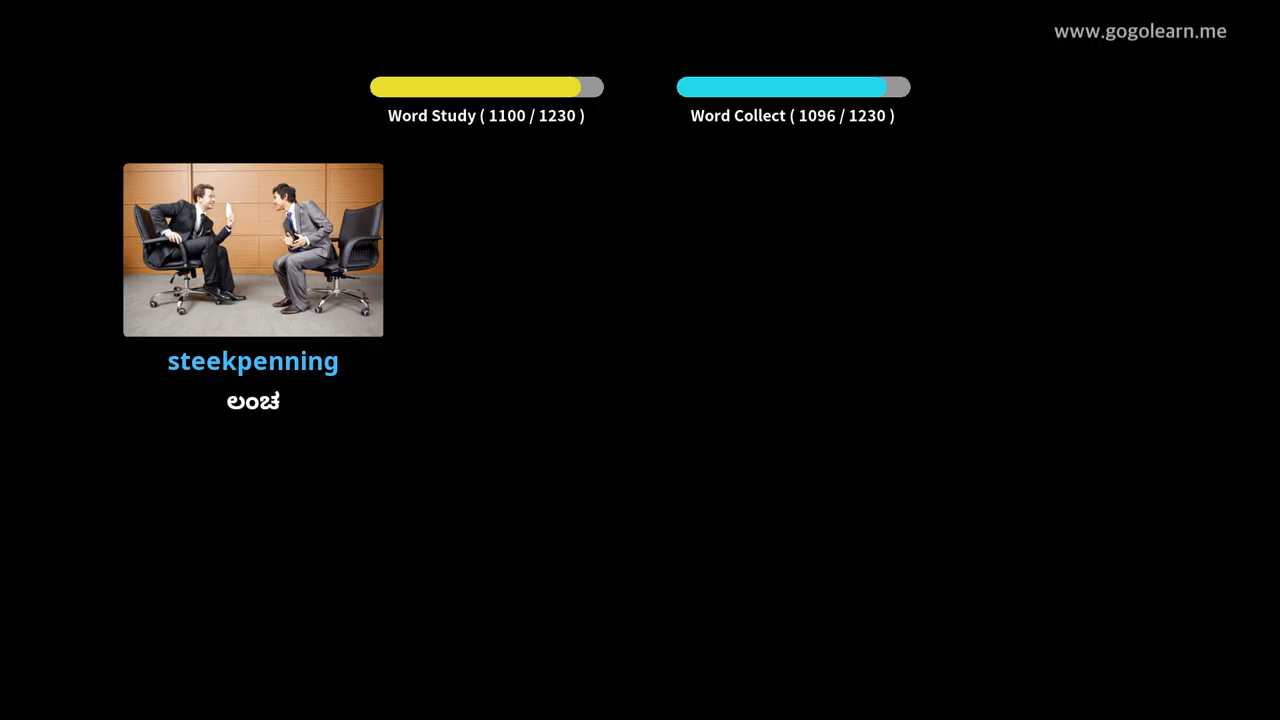 www.gogolearn.me
Word Study ( 1100 / 1230 )
Word Collect ( 1096 / 1230 )
steekpenning
ಲಂಚ